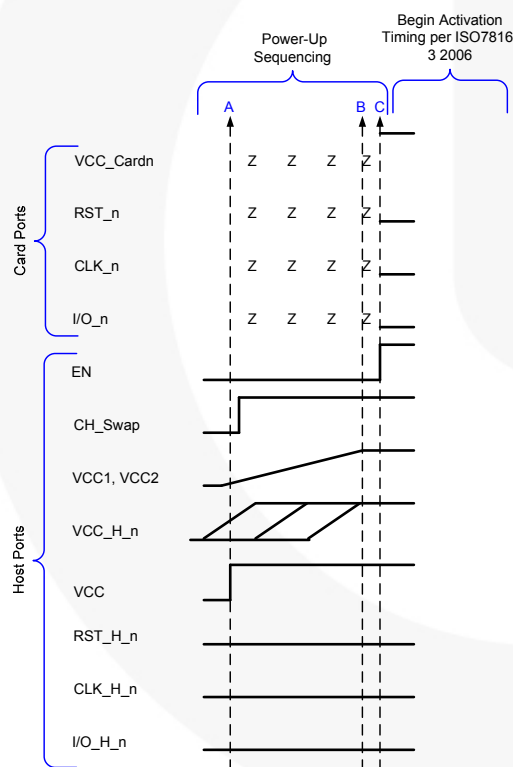 Begin Activation
Timing per ISO7816
3 2006
Power-Up
Sequencing
A
B
C
Card Ports
VCC_Cardn
Z Z Z Z
RST_n
Z Z Z Z
CLK_n
Z Z Z Z
I/O_n
Z Z Z Z
Host Ports
EN
CH_Swap
VCC1, VCC2
VCC_H_n
VCC
RST_H_n
CLK_H_n
I/O_H_n